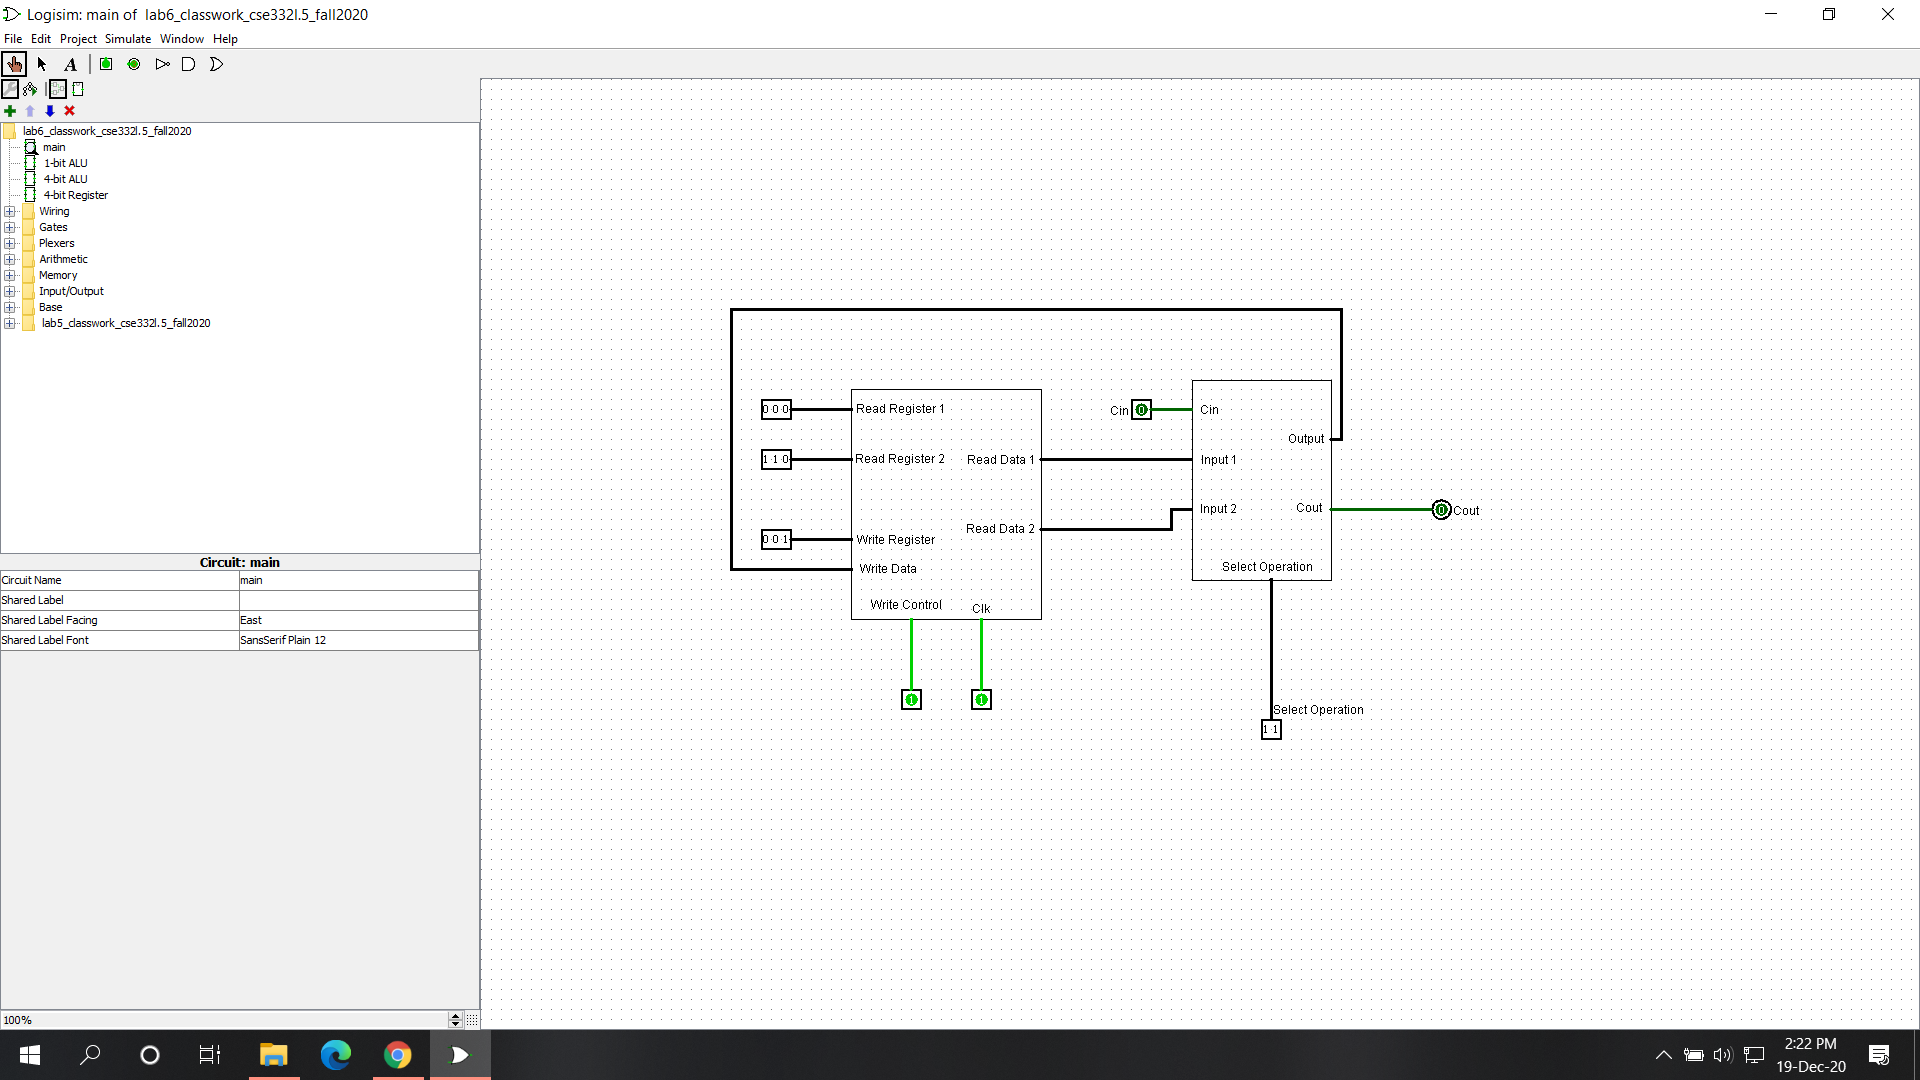 Logisim: main of lab6_classwork_cse332l.5_fall2020
File Edit Project Simulate Window Help
A
lab6_classwork_cse332l.5_fall2020
main
1-bit ALU
4-bit ALU
4-bit Register
Wiring
Gates
Plexers
Arithmetic
Memory
Input/Output
Base
lab5_classwork_cse332l.5_fall2020
Circuit: main
Circuit Name main
Shared Label
Shared Label Facing East
Shared Label Font SansSerif Plain 12
100%
0 0 0 Read Register 1
1 1 0 Read Register 2 Read Data 1
Read Data 2
0 0 1 Write Register
Write Data
Write Control Clk
1 1
Cin 0 Cin
Output
Input 1
Input 2 Cout 0 Cout
Select Operation
Select Operation
1 1
2:22 PM
19-Dec-20